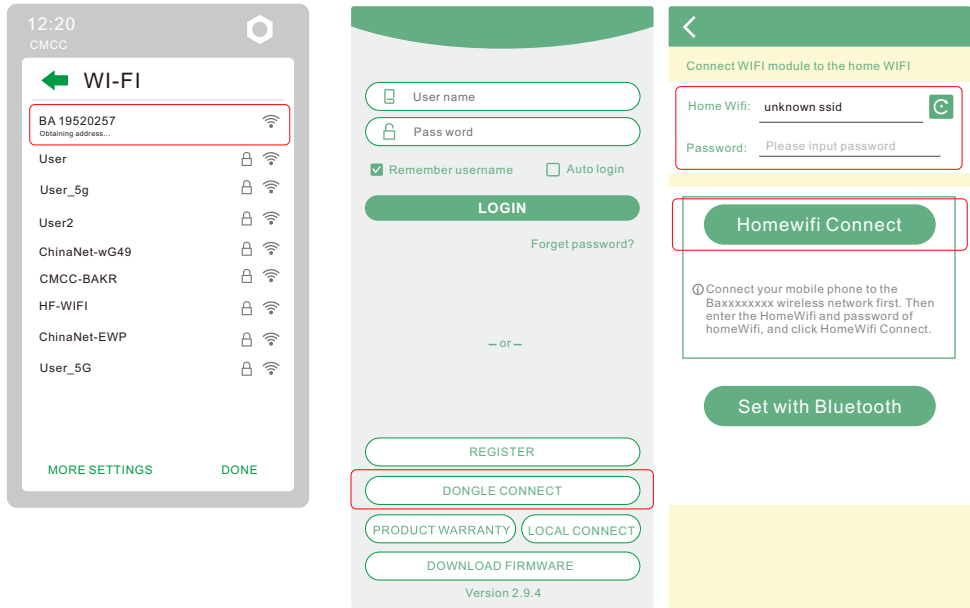 12:20
CMCC
WI-FI
BA 19520257
Obtaining address...
User
User_5g
User2
ChinaNet-wG49
CMCC-BAKR
HF-WIFI
ChinaNet-EWP
User_5G
MORE SETTINGS
DONE
User name
Pass word
Remember username
Auto login
LOGIN
Forget password?
– or –
REGISTER
DONGLE CONNECT
PRODUCT WARRANTY
LOCAL CONNECT
DOWNLOAD FIRMWARE
Version 2.9.4
Connect WIFI module to the home WIFI
Home Wifi: unknown ssid
Password: Please input password
Homewifi Connect
Connect your mobile phone to the
Baxxxxxxxx wireless network first. Then
enter the HomeWifi and password of
homeWifi, and click HomeWifi Connect.
Set with Bluetooth